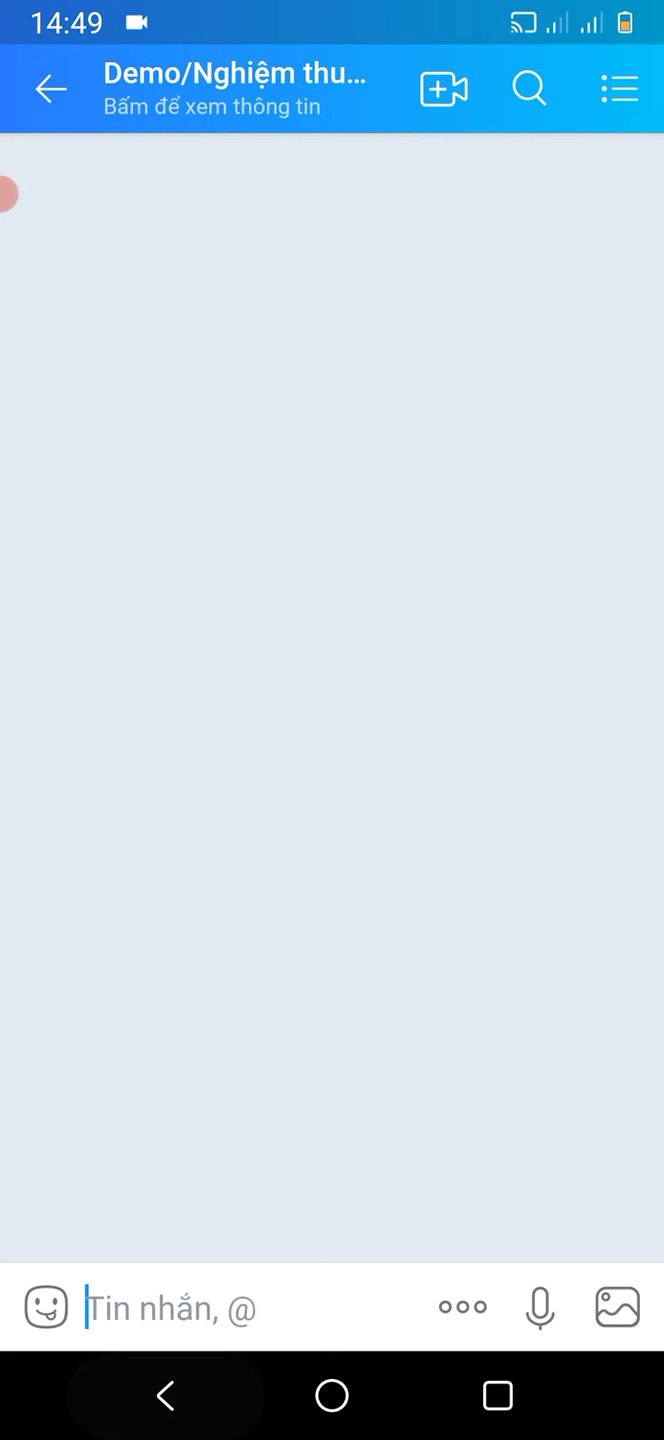 14:49
Demo/Nghiệm thu...
Bấm để xem thông tin
Tin nhắn, @